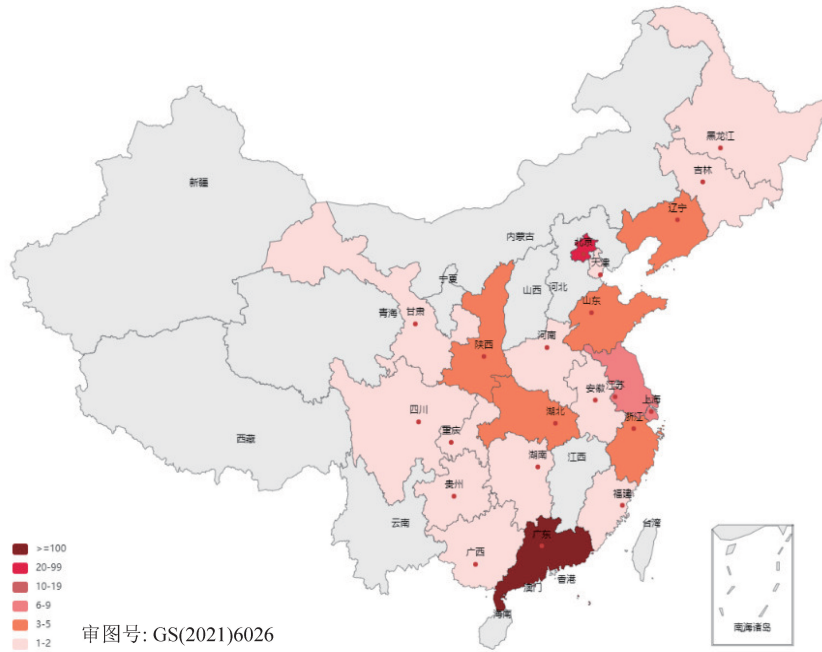 黑龙江
吉林
辽宁
新疆
内蒙古
北京
天津
宁夏
山西
河北
山东
青海
甘肃
河南
陕西
安徽
江苏
上海
四川
湖北
浙江
重庆
西藏
湖南
江西
贵州
福建
云南
台湾
广西
广东
香港
澳门
海南
>=100
20-99
10-19
6-9
3-5
1-2
审图号: GS(2021)6026
南海诸岛